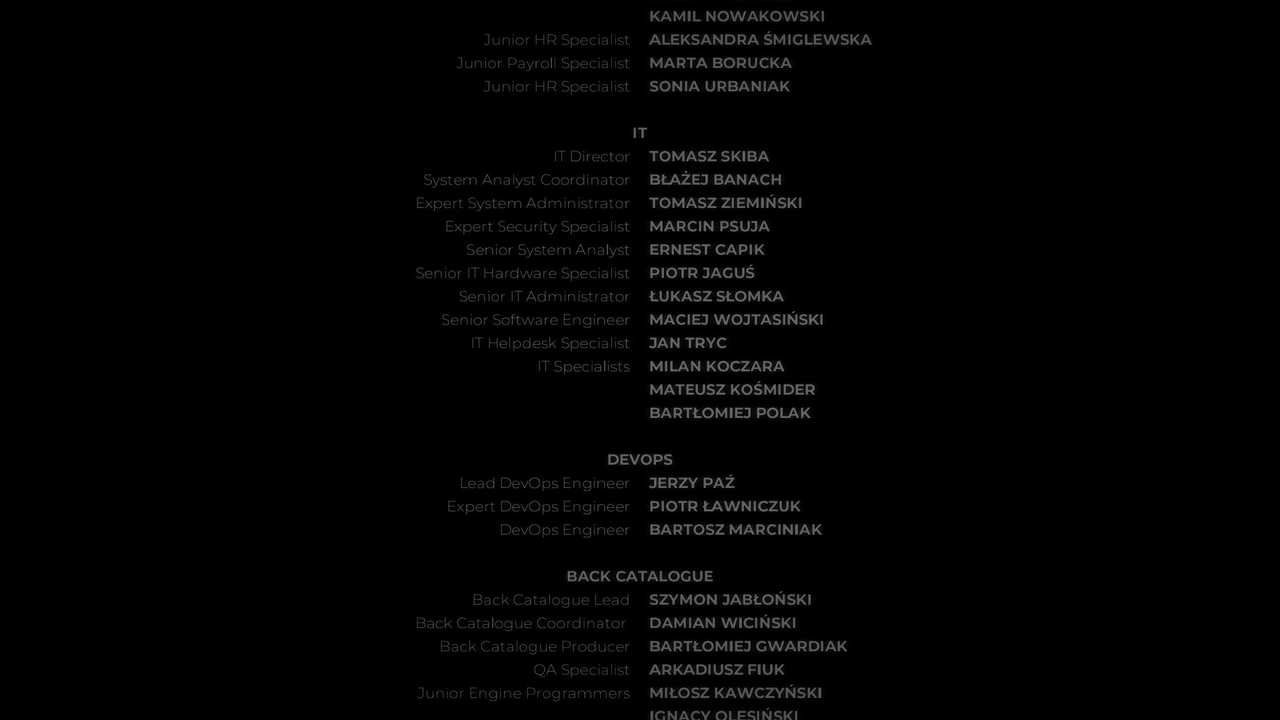 KAMIL NOWAKOWSKI
Junior HR Specialist ALEKSANDRA ŚMIGLEWSKA
Junior Payroll Specialist MARTA BORUCKA
Junior HR Specialist SONIA URBANIAK
IT
IT Director TOMASZ SKIBA
System Analyst Coordinator BŁAŻEJ BANACH
Expert System Administrator TOMASZ ZIEMIŃSKI
Expert Security Specialist MARCIN PSUJA
Senior System Analyst ERNEST CAPIK
Senior IT Hardware Specialist PIOTR JAGUŚ
Senior IT Administrator ŁUKASZ SŁOMKA
Senior Software Engineer MACIEJ WOJTASIŃSKI
IT Helpdesk Specialist JAN TRYC
IT Specialists MILAN KOCZARA
MATEUSZ KOŚMIDER
BARTŁOMIEJ POLAK
DEVOPS
Lead DevOps Engineer JERZY PAŹ
Expert DevOps Engineer PIOTR ŁAWNICZUK
DevOps Engineer BARTOSZ MARCINIAK
BACK CATALOGUE
Back Catalogue Lead SZYMON JABŁOŃSKI
Back Catalogue Coordinator DAMIAN WICIŃSKI
Back Catalogue Producer BARTŁOMIEJ GWARDIAK
QA Specialist ARKADIUSZ FIUK
Junior Engine Programmers MIŁOSZ KAWCZYŃSKI
IGNACY OLESIŃSKI